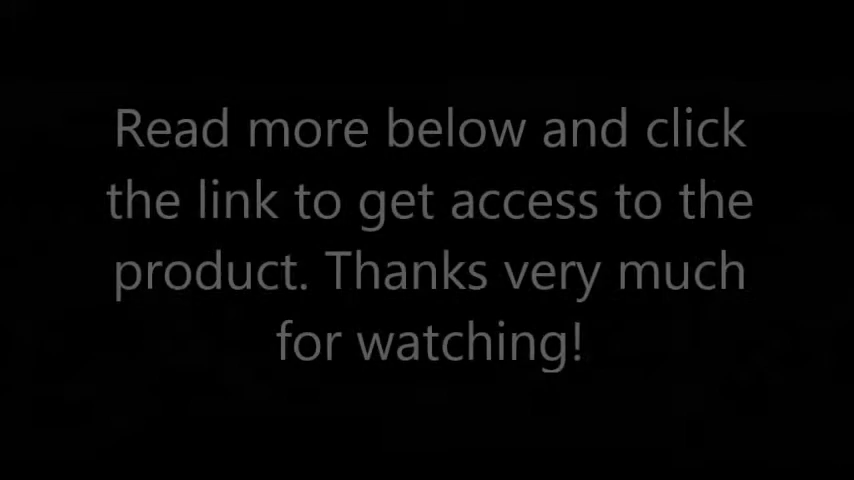 Read more below and click
the link to get access to the
product. Thanks very much
for watching!